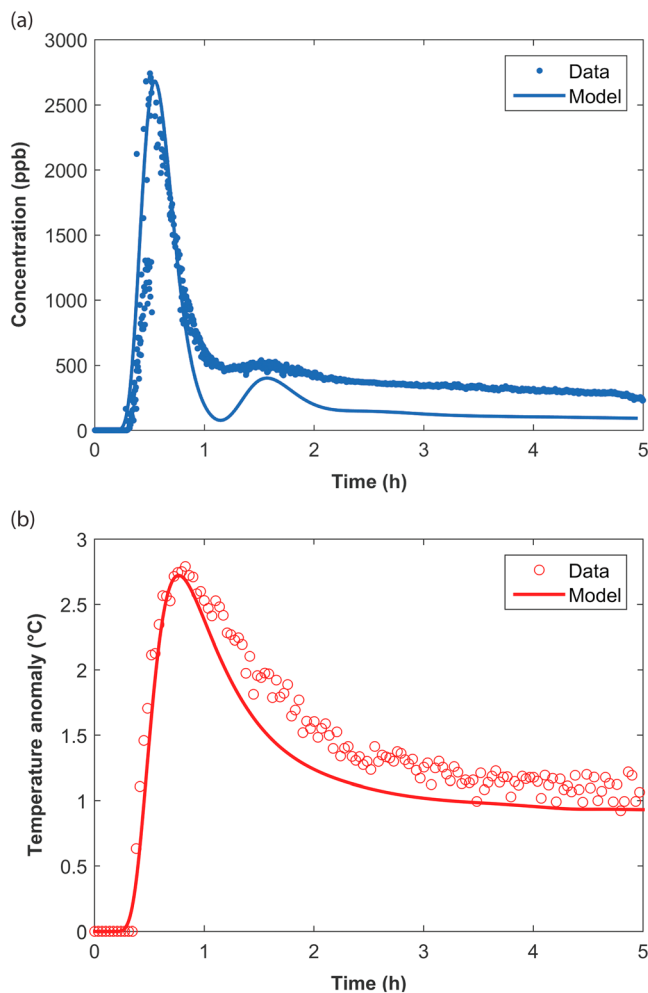 (a)
3000
2500
2000
1500
1000
500
0
Concentration (ppb)
Data
Model
0 1 2 3 4 5
Time (h)
(b)
3
2.5
2
1.5
1
0.5
0
Temperature anomaly (°C)
Data
Model
0 1 2 3 4 5
Time (h)